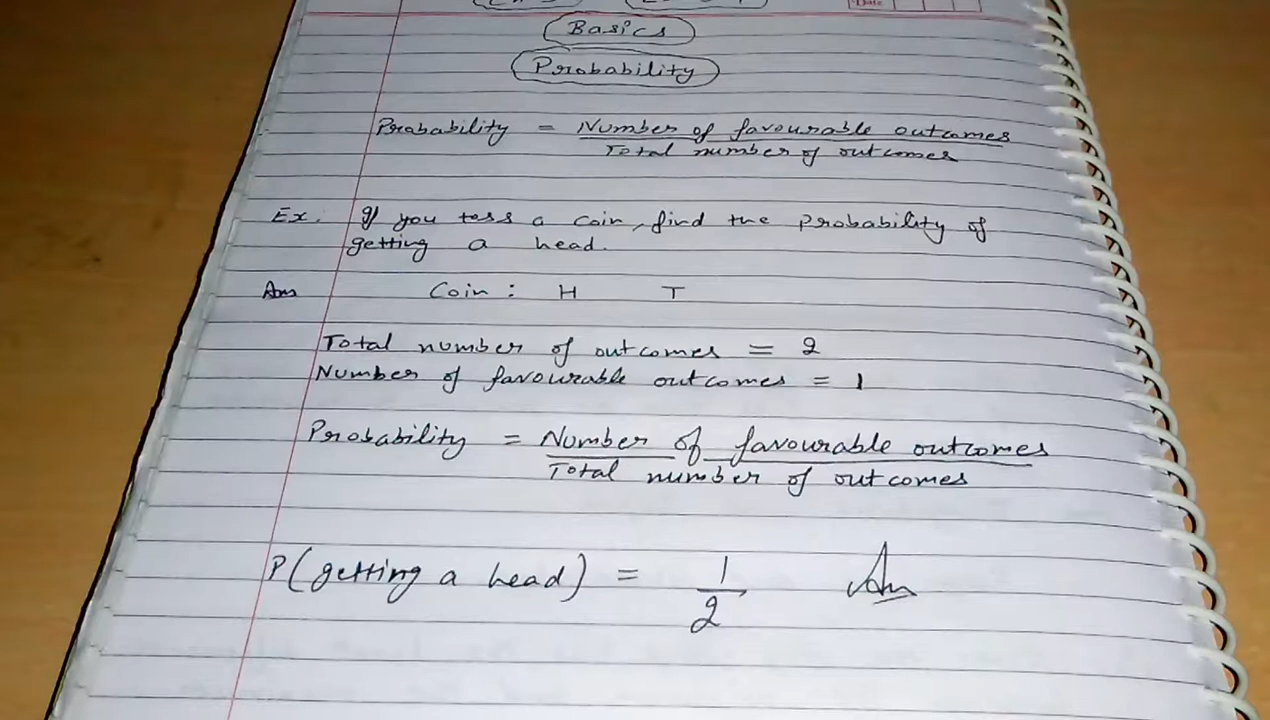 Date
Basics
Probability
Probability = Number of favourable outcomes
Total number of outcomes
Ex. If you toss a coin, find the probability of
getting a head.
Ans Coin : H T
Total number of outcomes = 2
Number of favourable outcomes = 1
Probability = Number of favourable outcomes
Total number of outcomes
P(getting a head) = 1/2 Ans